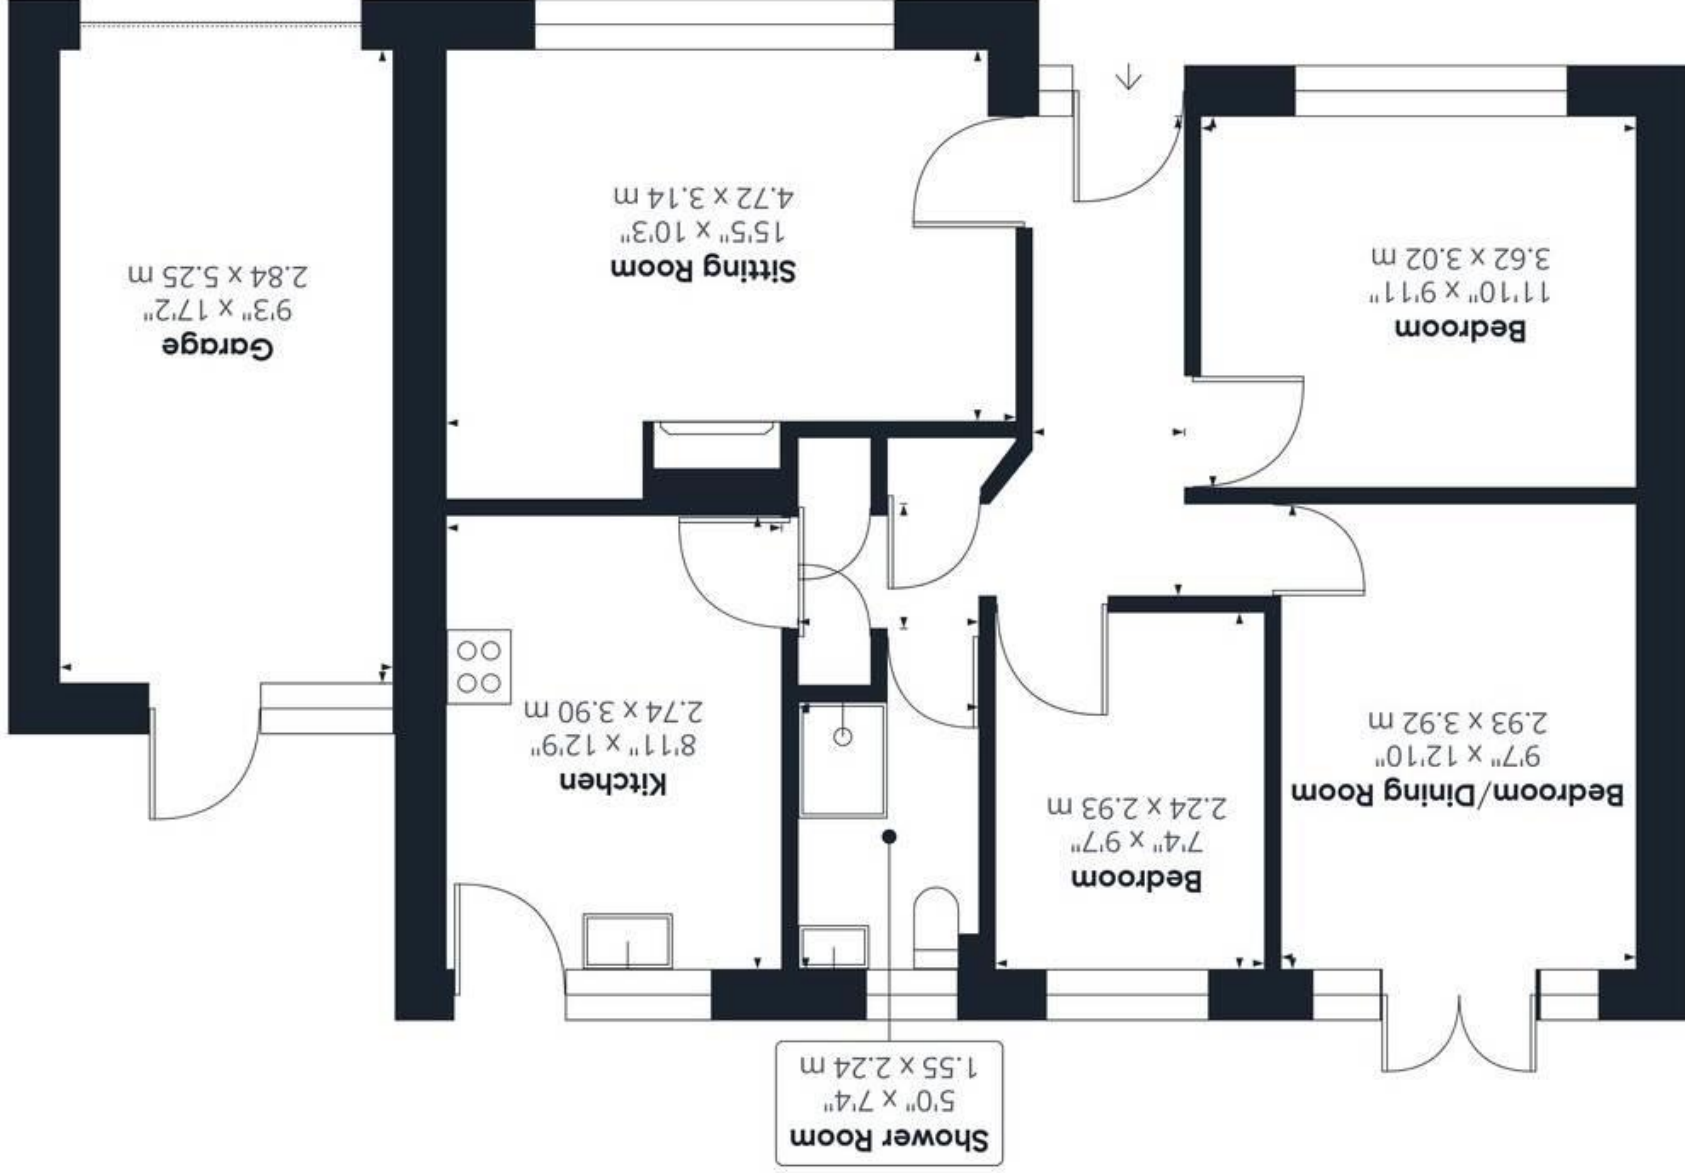 Shower Room
5'0" x 7'4"
1.55 x 2.24 m
Bedroom/Dining Room
9'7" x 12'10"
2.93 x 3.92 m
Bedroom
7'4" x 9'7"
2.24 x 2.93 m
Kitchen
8'11" x 12'9"
2.74 x 3.90 m
Bedroom
11'10" x 9'11"
3.62 x 3.02 m
Sitting Room
15'5" x 10'3"
4.72 x 3.14 m
Garage
9'3" x 17'2"
2.84 x 5.25 m